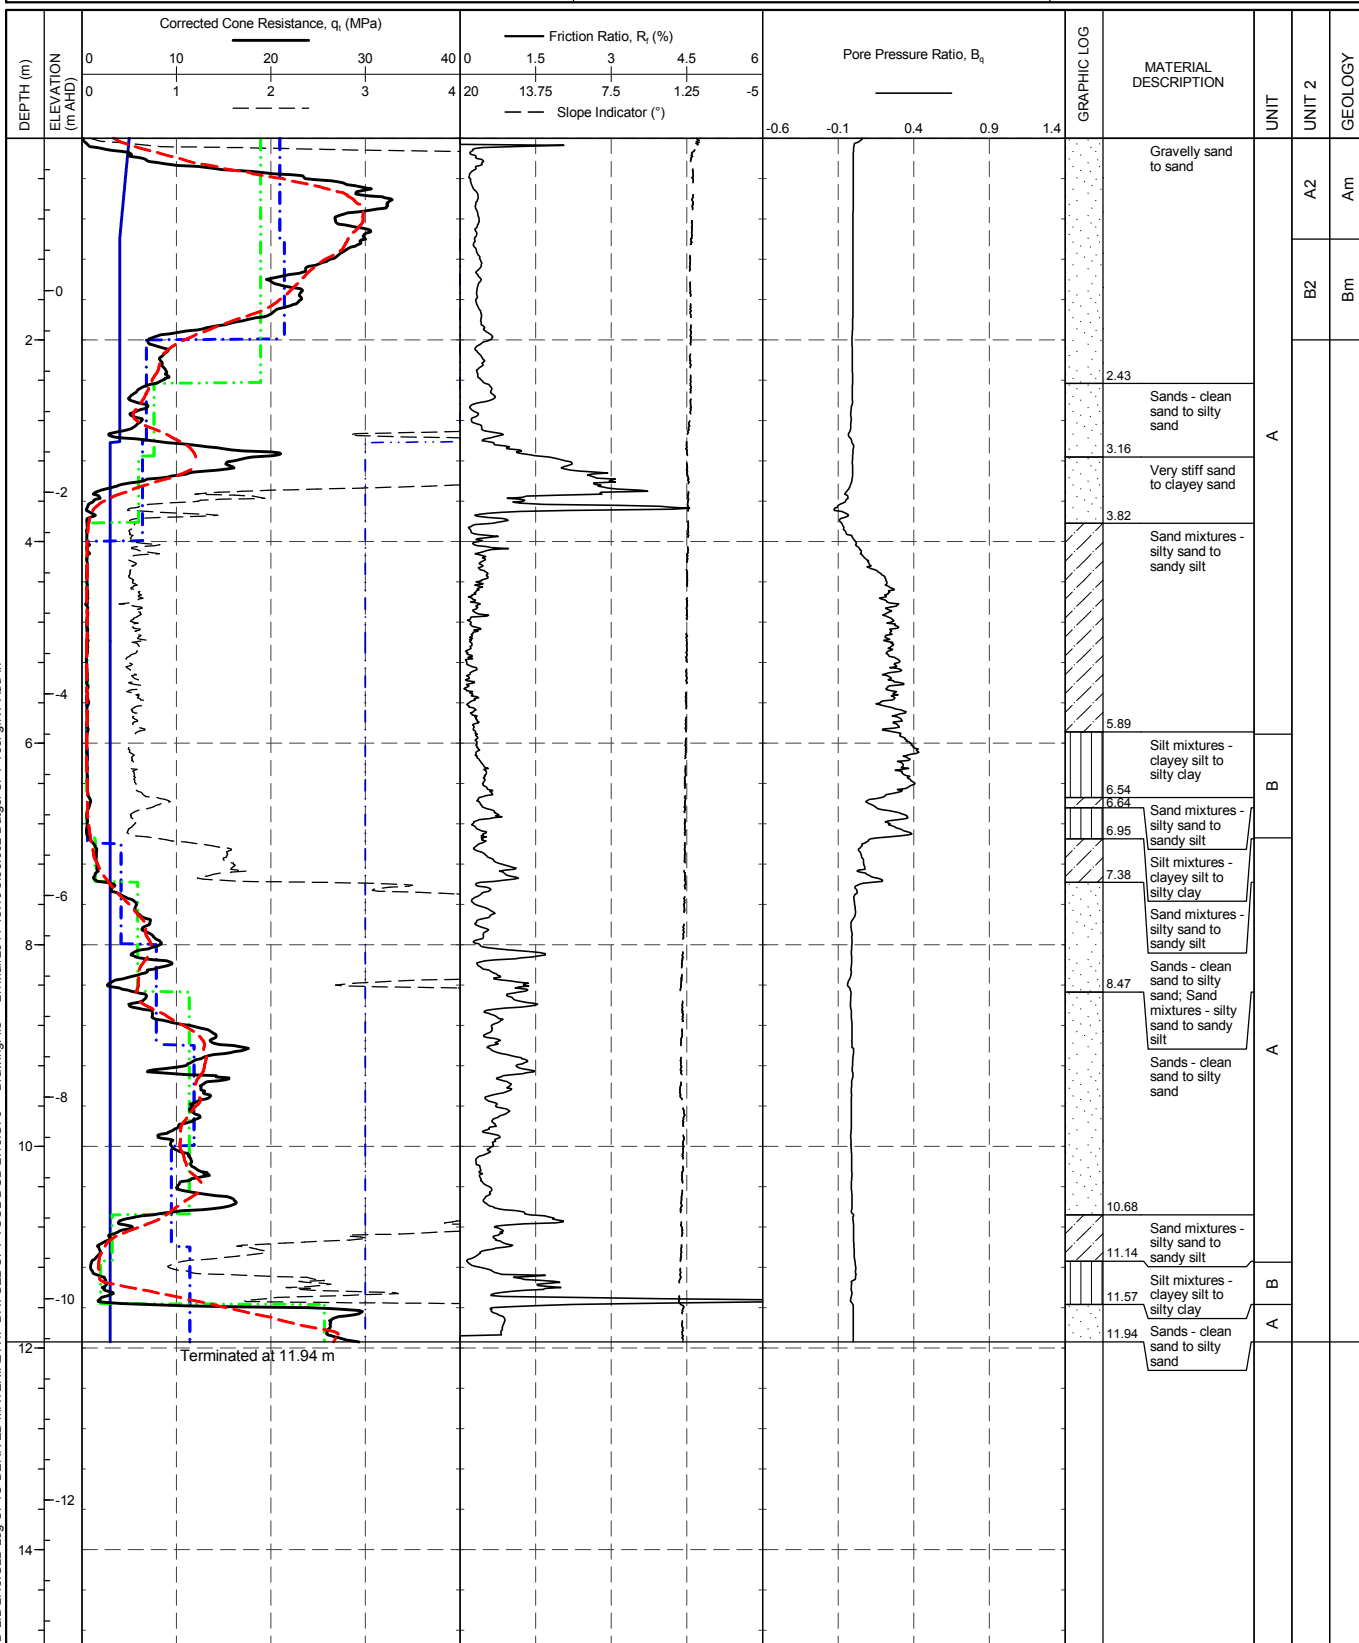 Corrected Cone Resistance, qt (MPa)
0 10 20 30 40
0 1 2 3 4
Friction Ratio, Rf (%)
0 1.5 3 4.5 6
20 13.75 7.5 1.25 -5
Slope Indicator (°)
Pore Pressure Ratio, Bq
-0.6 -0.1 0.4 0.9 1.4
DEPTH (m)
ELEVATION
(m AHD)
GRAPHIC LOG
MATERIAL
DESCRIPTION
UNIT
UNIT 2
GEOLOGY
2
4
6
8
10
12
14
0
-2
-4
-6
-8
-10
-12
Gravelly sand
to sand
2.43
Sands - clean
sand to silty
sand
3.16
Very stiff sand
to clayey sand
3.82
Sand mixtures -
silty sand to
sandy silt
5.89
Silt mixtures -
clayey silt to
silty clay
6.54
6.64
Sand mixtures -
silty sand to
sandy silt
6.95
Silt mixtures -
clayey silt to
silty clay
7.38
Sand mixtures -
silty sand to
sandy silt
Sands - clean
sand to silty
sand; Sand
mixtures - silty
sand to sandy
silt
8.47
Sands - clean
sand to silty
sand
10.68
Sand mixtures -
silty sand to
sandy silt
11.14
Silt mixtures -
clayey silt to
silty clay
11.57
Sands - clean
sand to silty
sand
11.94
A
B
A
B
A
A2
B2
Am
Bm
Terminated at 11.94 m